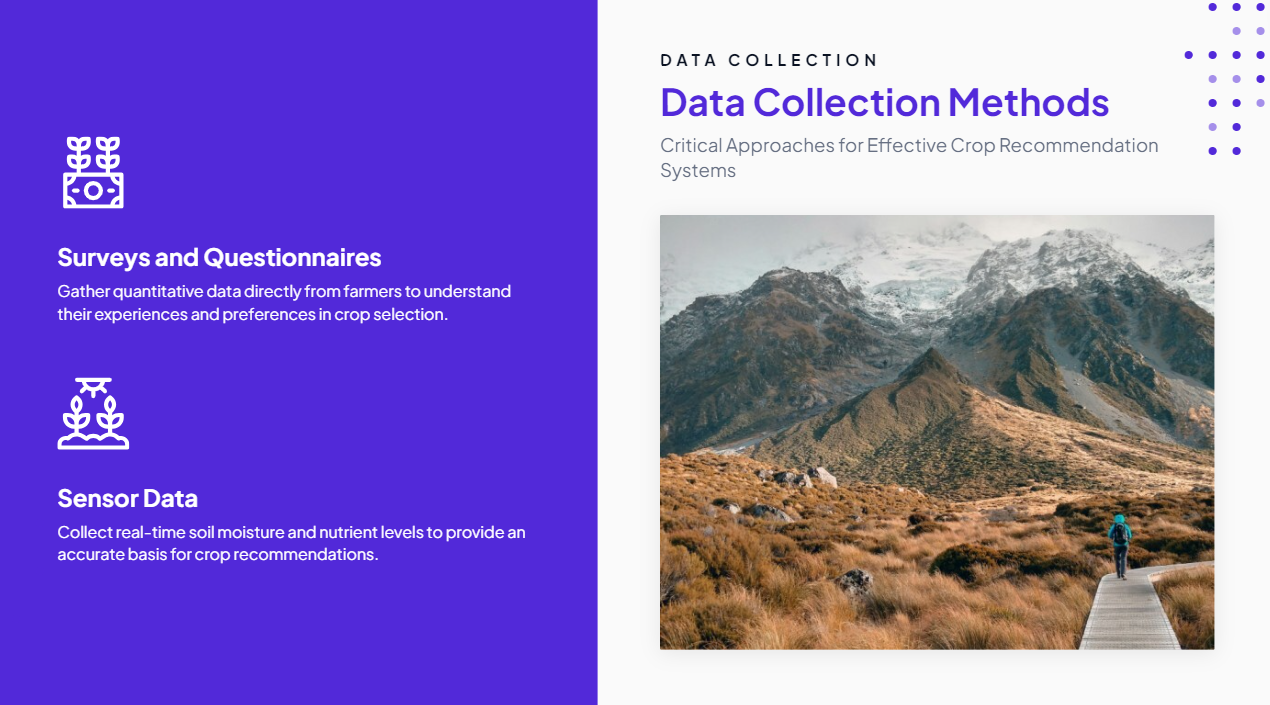 Surveys and Questionnaires
Gather quantitative data directly from farmers to understand
their experiences and preferences in crop selection.
Sensor Data
Collect real-time soil moisture and nutrient levels to provide an
accurate basis for crop recommendations.
DATA COLLECTION
Data Collection Methods
Critical Approaches for Effective Crop Recommendation
Systems